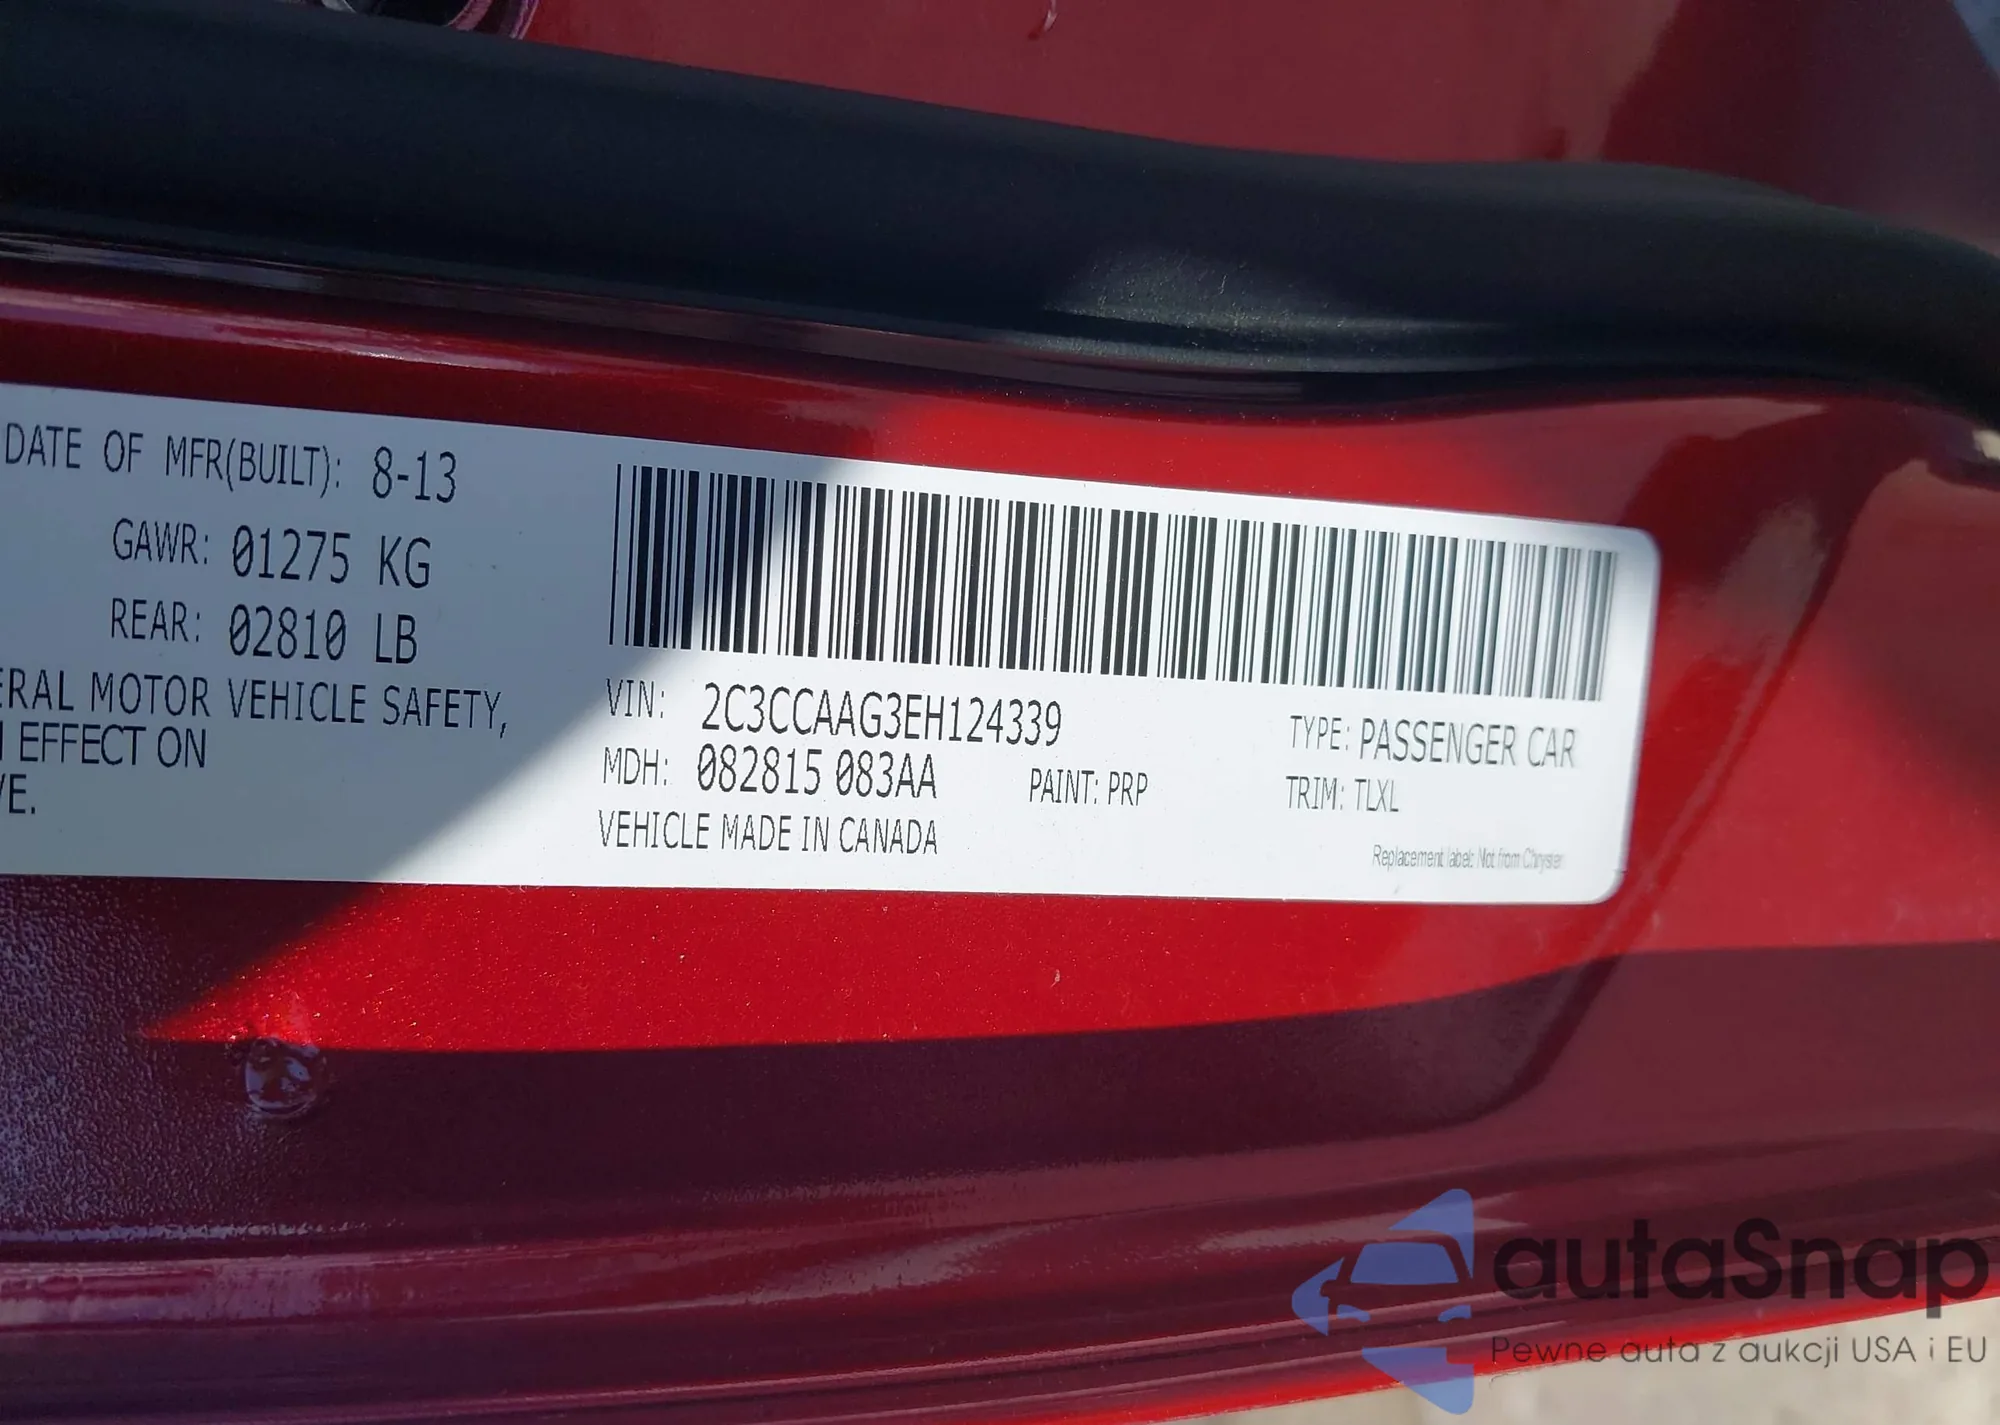 DATE OF MFR(BUILT): 8-13
GAWR: 01275 KG
REAR: 02810 LB
ERAL MOTOR VEHICLE SAFETY,
EFFECT ON
VE.
VIN: 2C3CCAAG3EH124339
MDH: 082815 083AA
PAINT: PRP
VEHICLE MADE IN CANADA
TYPE: PASSENGER CAR
TRIM: TLXL
Replacement label: Not from Chrysler
autaSnap
Pewne auta z aukcji USA i EU